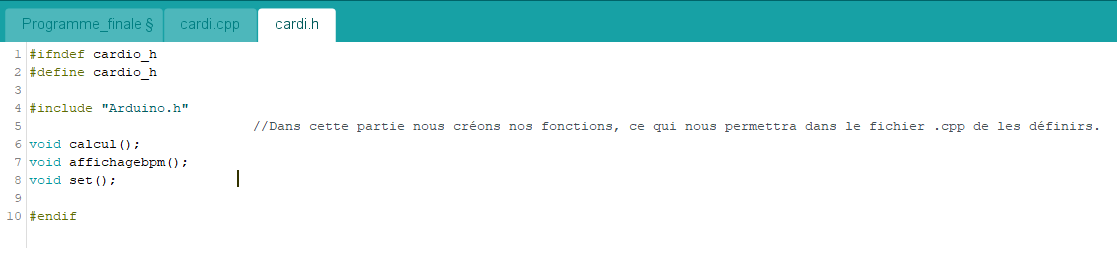 Programme_finale § cardi.cpp cardi.h
1 #ifndef cardio_h
2 #define cardio_h
3
4 #include "Arduino.h"
5 //Dans cette partie nous créons nos fonctions, ce qui nous permettra dans le fichier .cpp de les définirs.
6 void calcul();
7 void affichagebpm();
8 void set();
9
10 #endif